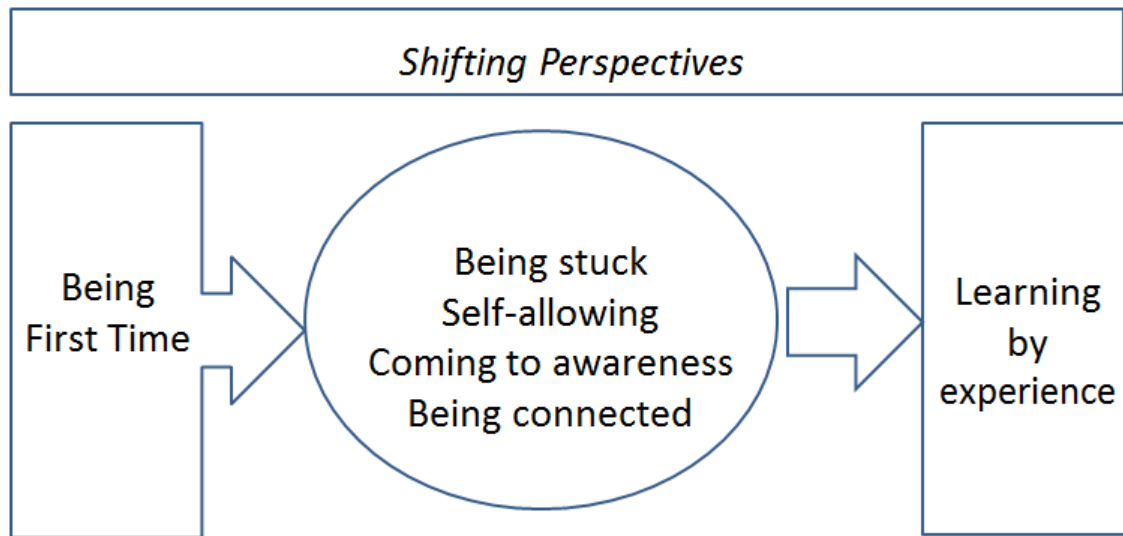 Shifting Perspectives
Being
First Time
Being stuck
Self-allowing
Coming to awareness
Being connected
Learning
by
experience